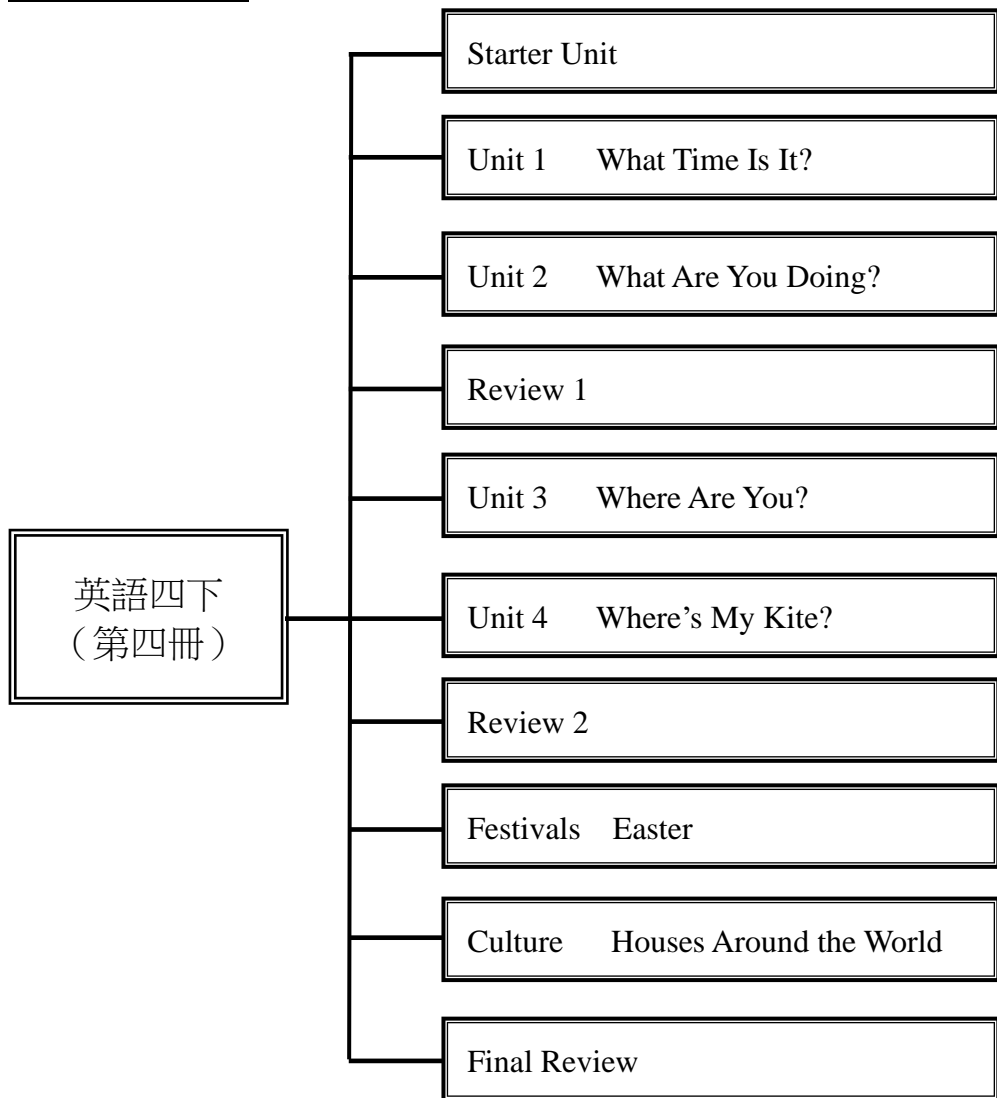 Starter Unit
Unit 1 What Time Is It?
Unit 2 What Are You Doing?
Review 1
Unit 3 Where Are You?
英語四下
（第四冊）
Unit 4 Where's My Kite?
Review 2
Festivals Easter
Culture Houses Around the World
Final Review